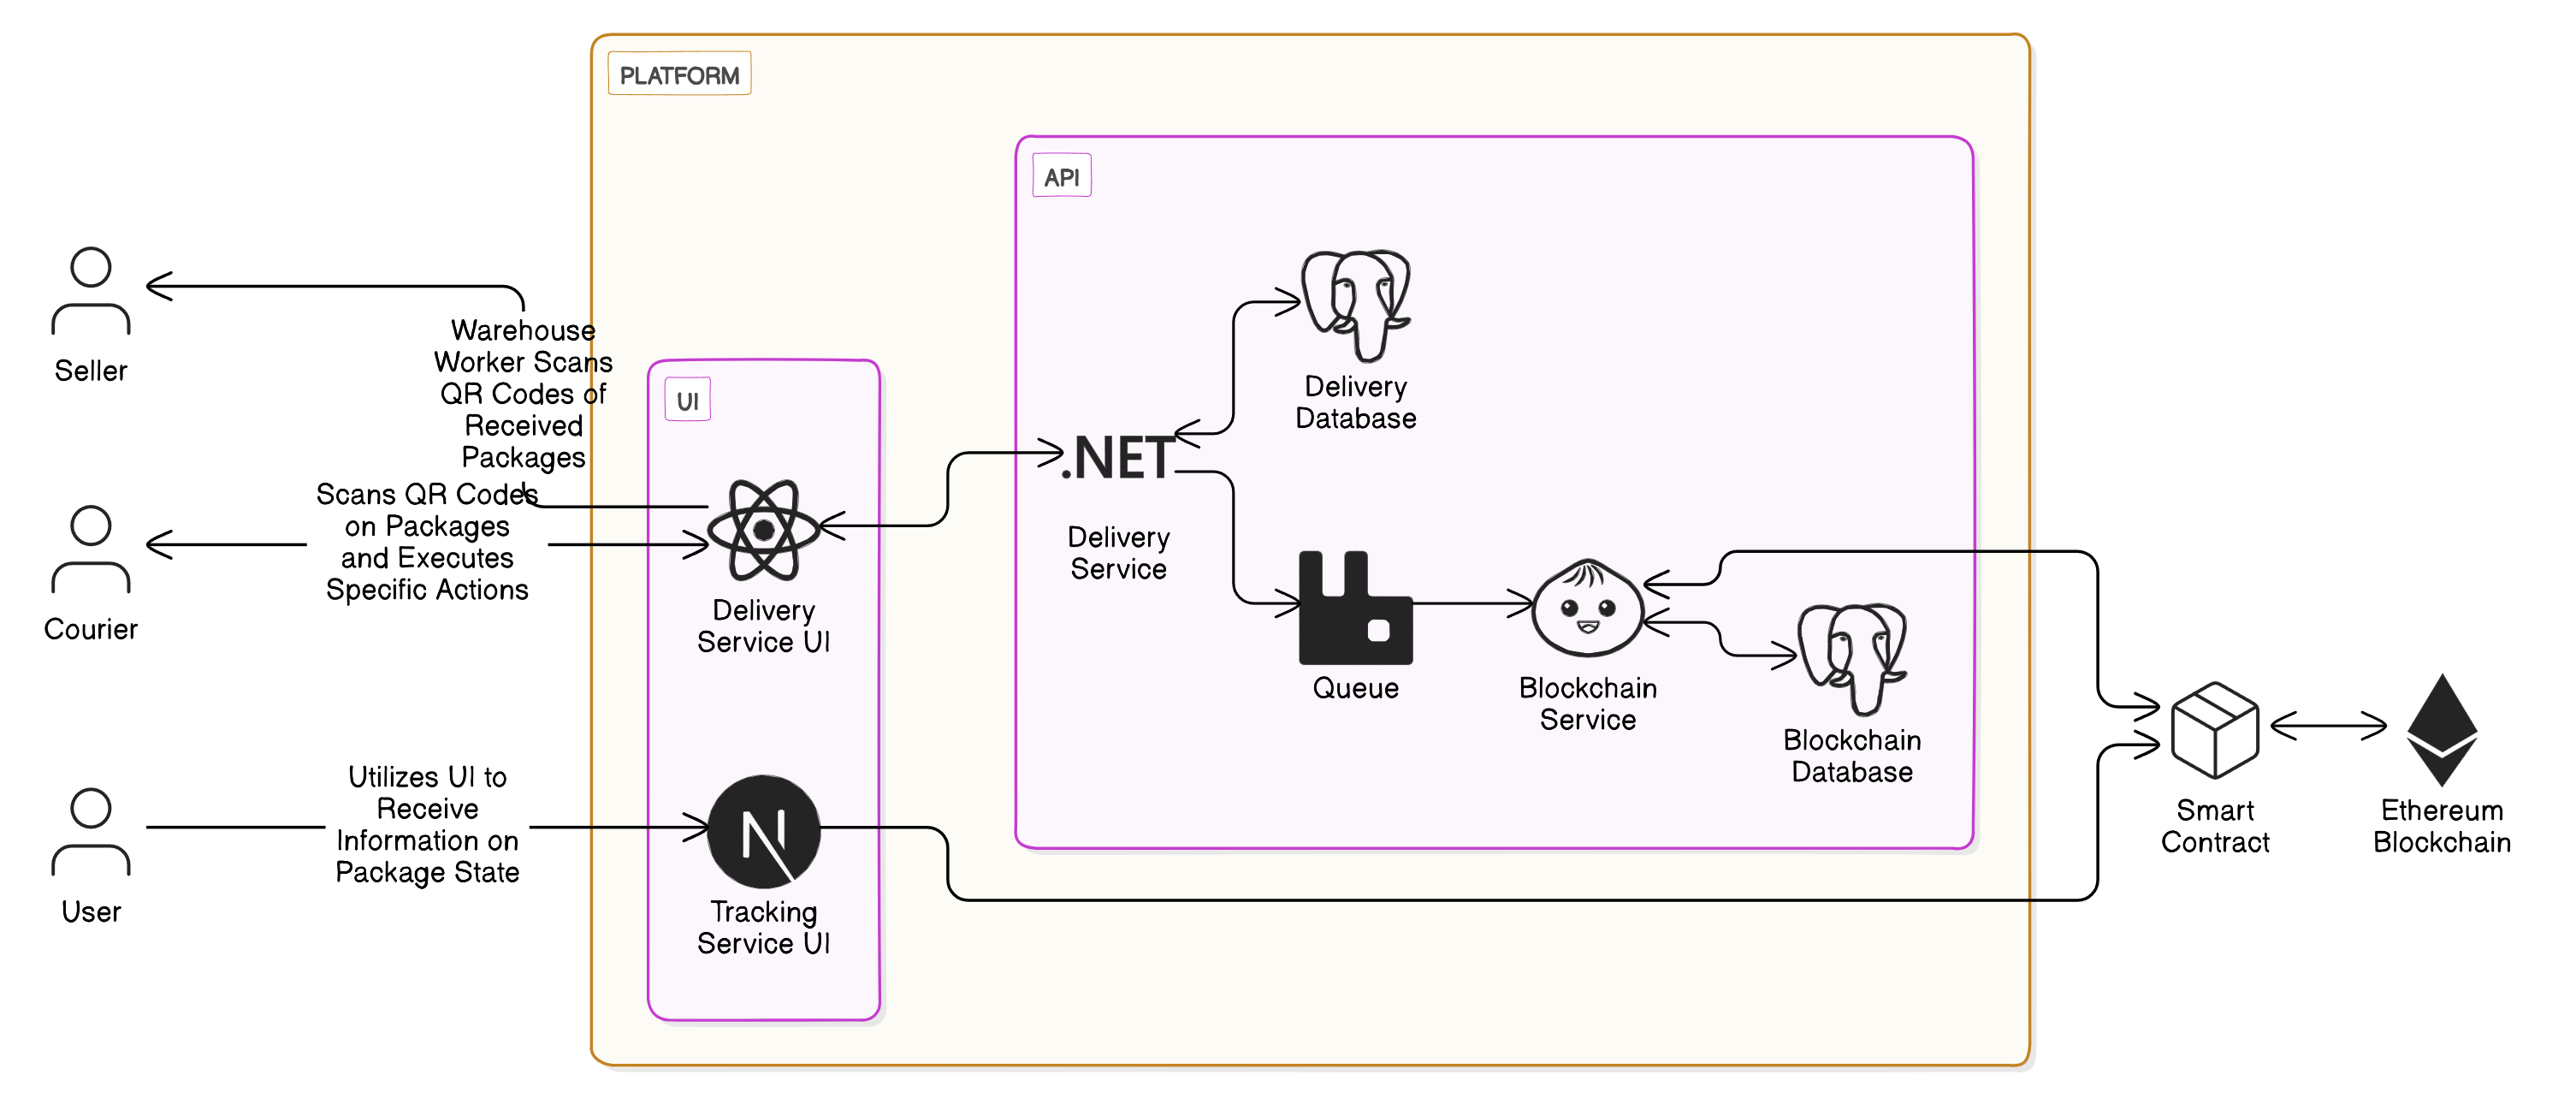 PLATFORM
API
Seller
Warehouse
Worker Scans
QR Codes of
Received
Packages
UI
Delivery
Database
.NET
Delivery
Service
Scans QR Codes
on Packages
and Executes
Specific Actions
Courier
Delivery
Service UI
Queue
Blockchain
Service
Blockchain
Database
Utilizes UI to
Receive
Information on
Package State
User
N
Tracking
Service UI
Smart
Contract
Ethereum
Blockchain